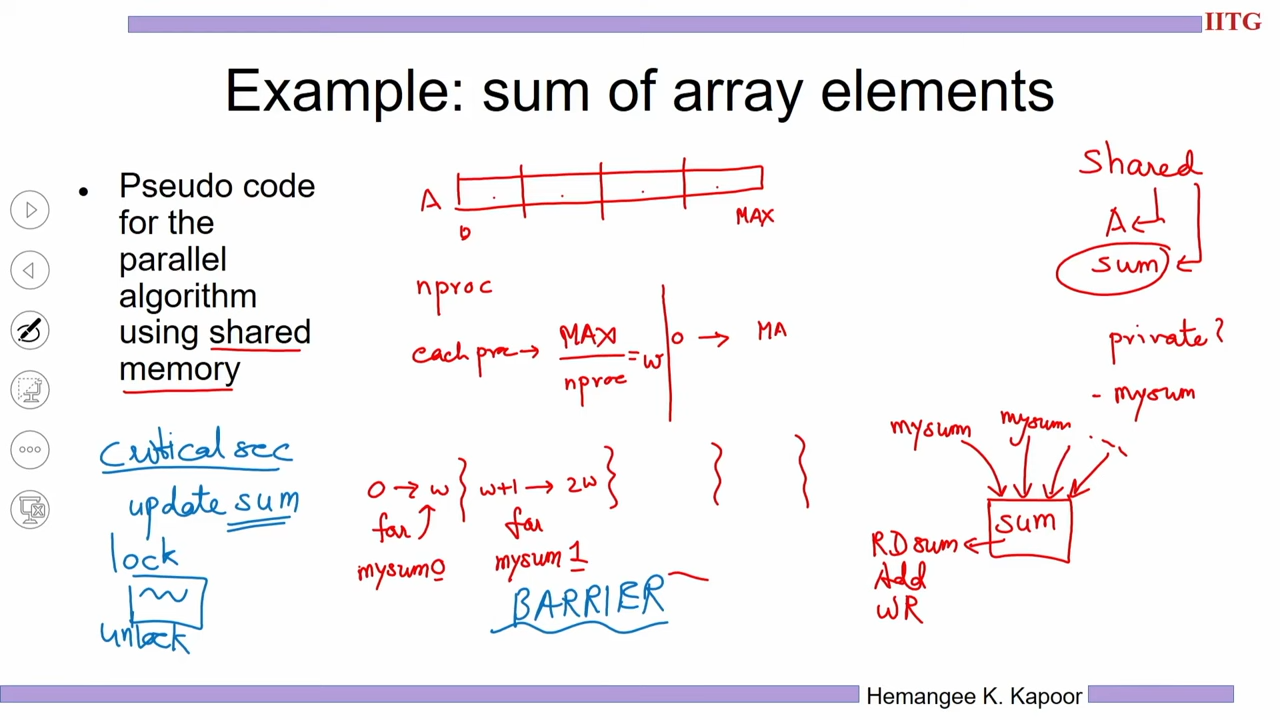 IITG
Example: sum of array elements
• Pseudo code
for the
parallel
algorithm
using shared
memory
A
0
MAX
nproc
each proc → MAX / nproc = w
0 → MA
Shared
A
sum
private?
- mysum
mysum mysum
sum
RD sum
Add
WR
critical sec
update sum
lock
unlock
0 → w } w+1 → 2w } } }
for for
mysum0 mysum1
BARRIER
Hemangee K. Kapoor